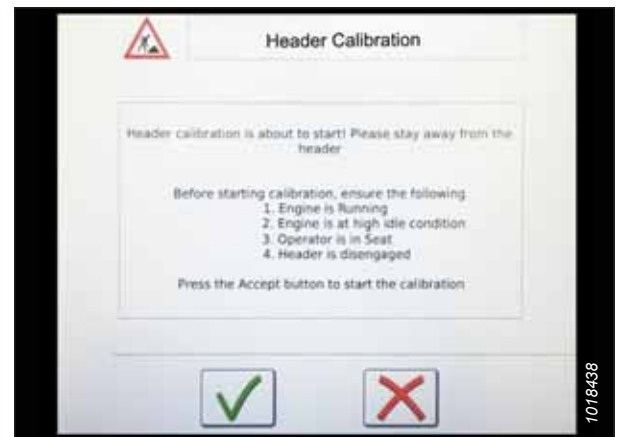 Header Calibration
Header calibration is about to start! Please stay away from the
header
Before starting calibration, ensure the following
1. Engine is Running
2. Engine is at high idle condition
3. Operator is in Seat
4. Header is disengaged
Press the Accept button to start the calibration
1018438